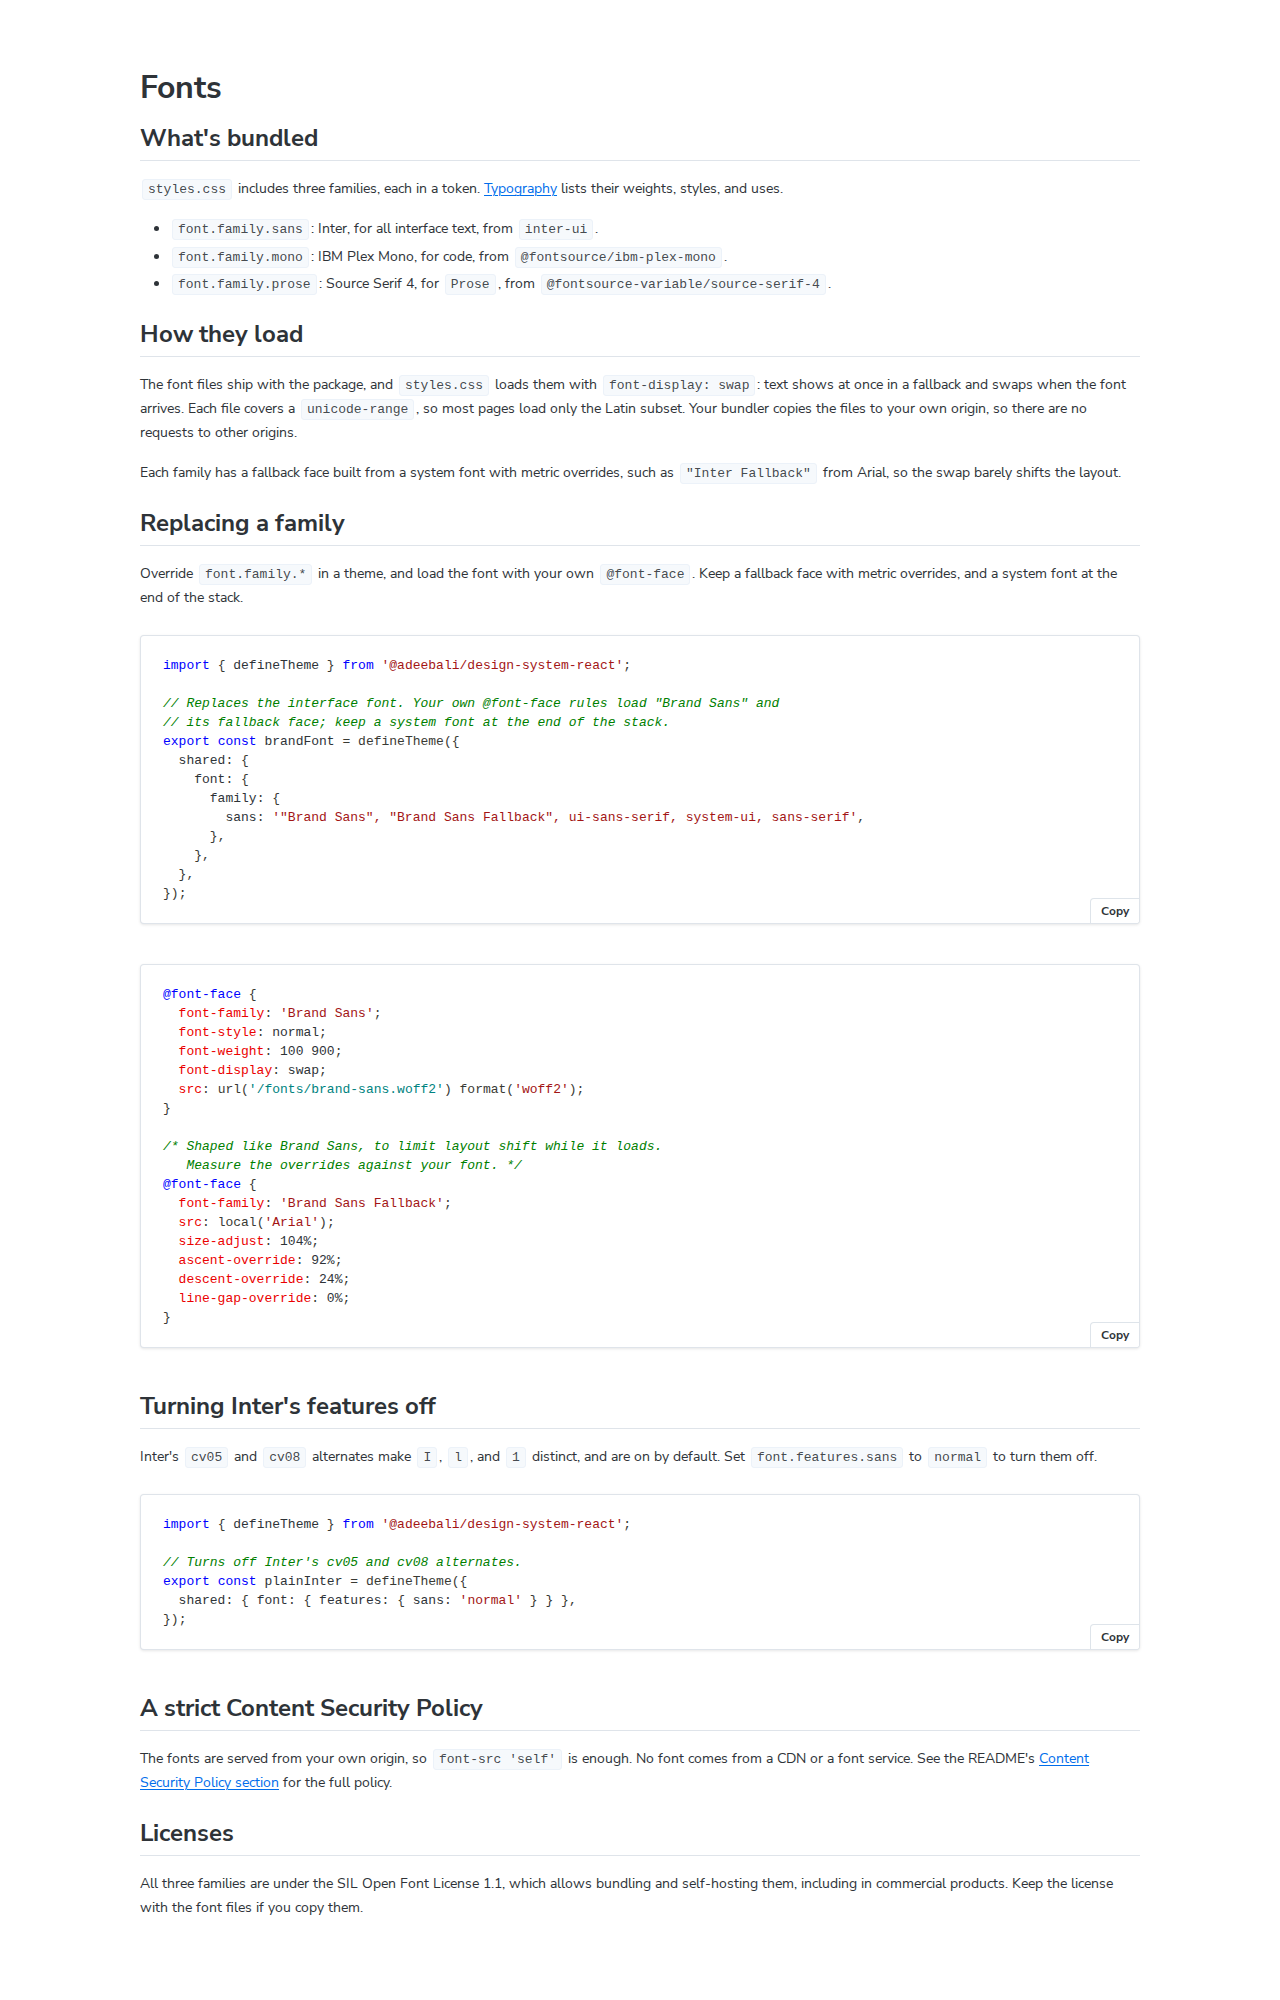 Fonts
What's bundled
styles.css includes three families, each in a token. Typography lists their weights, styles, and uses.
font.family.sans: Inter, for all interface text, from inter-ui.
font.family.mono: IBM Plex Mono, for code, from @fontsource/ibm-plex-mono.
font.family.prose: Source Serif 4, for Prose, from @fontsource-variable/source-serif-4.
How they load
The font files ship with the package, and styles.css loads them with font-display: swap: text shows at once in a fallback and swaps when the font
arrives. Each file covers a unicode-range, so most pages load only the Latin subset. Your bundler copies the files to your own origin, so there are no
requests to other origins.
Each family has a fallback face built from a system font with metric overrides, such as "Inter Fallback" from Arial, so the swap barely shifts the layout.
Replacing a family
Override font.family.* in a theme, and load the font with your own @font-face. Keep a fallback face with metric overrides, and a system font at the
end of the stack.
import { defineTheme } from '@adeebali/design-system-react';
// Replaces the interface font. Your own @font-face rules load "Brand Sans" and
// its fallback face; keep a system font at the end of the stack.
export const brandFont = defineTheme({
  shared: {
    font: {
      family: {
        sans: '"Brand Sans", "Brand Sans Fallback", ui-sans-serif, system-ui, sans-serif',
      },
    },
  },
});
Copy
@font-face {
  font-family: 'Brand Sans';
  font-style: normal;
  font-weight: 100 900;
  font-display: swap;
  src: url('/fonts/brand-sans.woff2') format('woff2');
}
/* Shaped like Brand Sans, to limit layout shift while it loads.
   Measure the overrides against your font. */
@font-face {
  font-family: 'Brand Sans Fallback';
  src: local('Arial');
  size-adjust: 104%;
  ascent-override: 92%;
  descent-override: 24%;
  line-gap-override: 0%;
}
Copy
Turning Inter's features off
Inter's cv05 and cv08 alternates make I, l, and 1 distinct, and are on by default. Set font.features.sans to normal to turn them off.
import { defineTheme } from '@adeebali/design-system-react';
// Turns off Inter's cv05 and cv08 alternates.
export const plainInter = defineTheme({
  shared: { font: { features: { sans: 'normal' } } },
});
Copy
A strict Content Security Policy
The fonts are served from your own origin, so font-src 'self' is enough. No font comes from a CDN or a font service. See the README's Content
Security Policy section for the full policy.
Licenses
All three families are under the SIL Open Font License 1.1, which allows bundling and self-hosting them, including in commercial products. Keep the license
with the font files if you copy them.